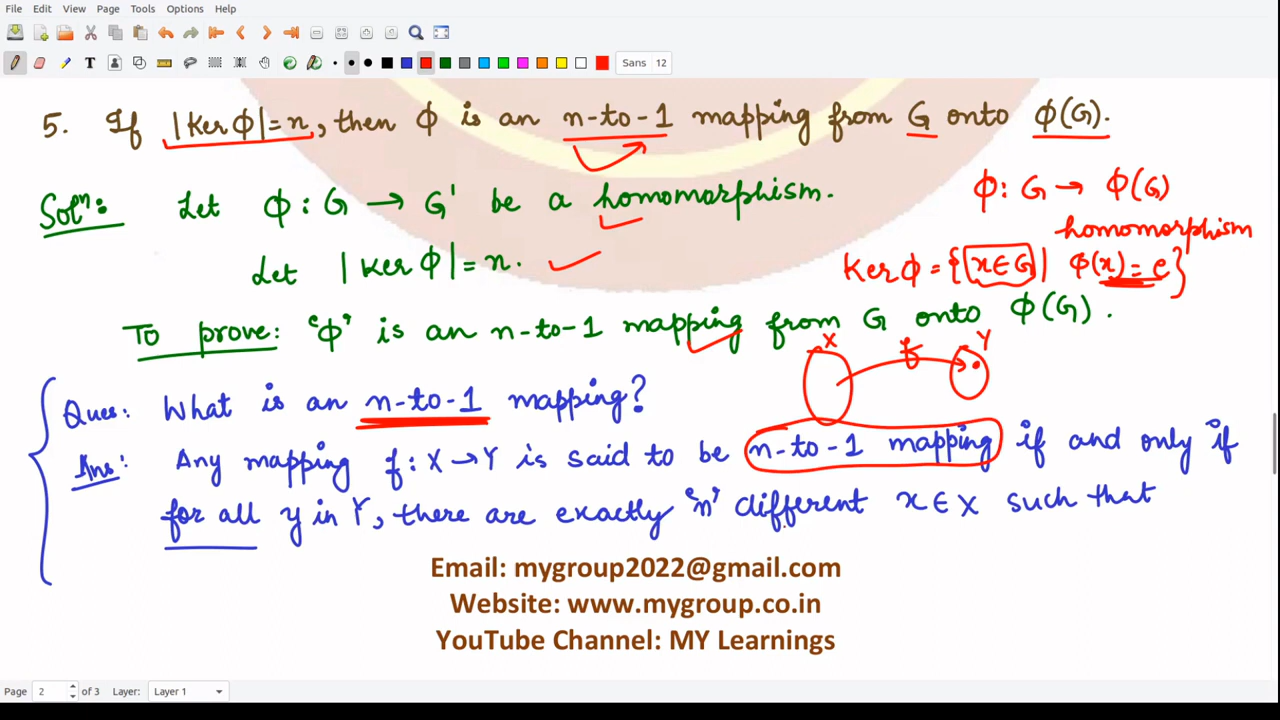 File Edit View Page Tools Options Help
Sans 12
5. If |Ker Φ|=n, then Φ is an n-to-1 mapping from G onto Φ(G).
Solⁿ: Let Φ : G → G' be a homomorphism.
Φ : G → Φ(G)
homomorphism
Let |Ker Φ|=n.
Ker Φ = {x∈G | Φ(x)=e}
To prove: 'Φ' is an n-to-1 mapping from G onto Φ(G).
X f Y
Ques: What is an n-to-1 mapping?
Ans: Any mapping f : X→Y is said to be n-to-1 mapping if and only if
for all y in Y, there are exactly 'n' different x∈X such that
Email: mygroup2022@gmail.com
Website: www.mygroup.co.in
YouTube Channel: MY Learnings
Page 2 of 3 Layer: Layer 1